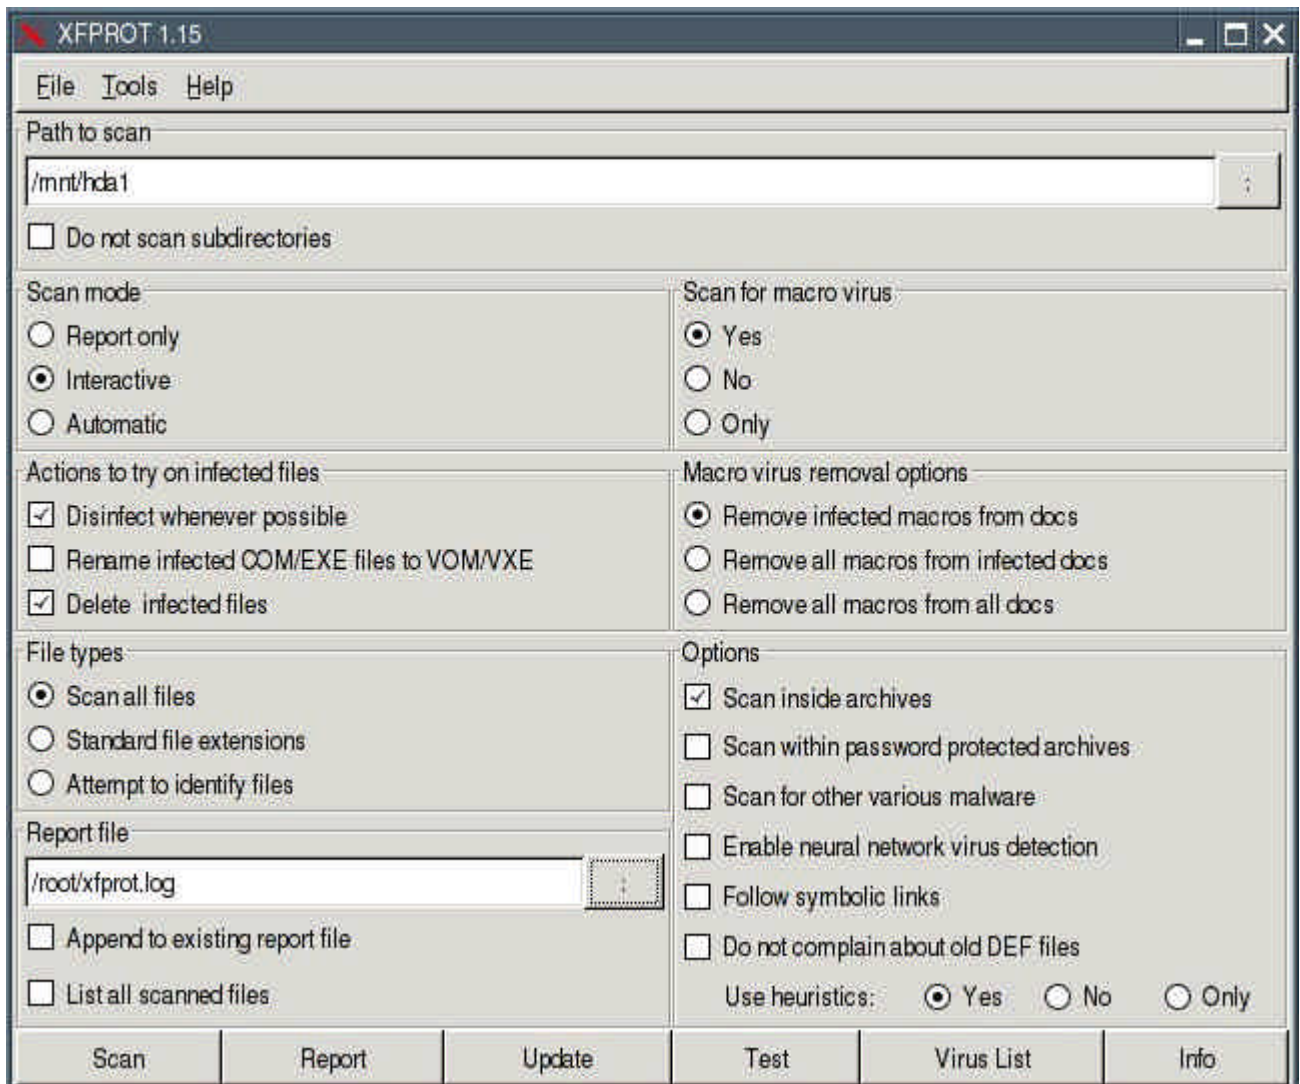 XFPROT 1.15
File Tools Help
Path to scan
/mnt/hda1
:
Do not scan subdirectories
Scan mode
Report only
Interactive
Automatic
Scan for macro virus
Yes
No
Only
Actions to try on infected files
Disinfect whenever possible
Rename infected COM/EXE files to VOM/VXE
Delete infected files
Macro virus removal options
Remove infected macros from docs
Remove all macros from infected docs
Remove all macros from all docs
File types
Scan all files
Standard file extensions
Attempt to identify files
Report file
/root/xfprot.log
:
Append to existing report file
List all scanned files
Options
Scan inside archives
Scan within password protected archives
Scan for other various malware
Enable neural network virus detection
Follow symbolic links
Do not complain about old DEF files
Use heuristics: Yes No Only
Scan Report Update Test Virus List Info